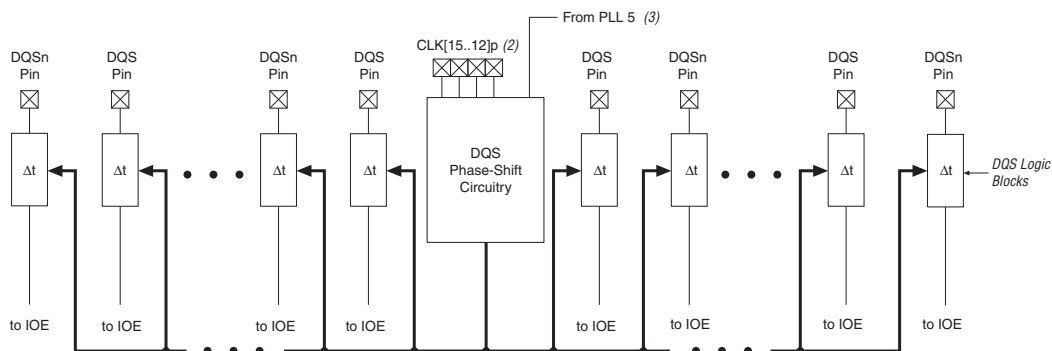 From PLL 5 (3)
CLK[15..12]p (2)
DQSn
Pin
DQS
Pin
DQSn
Pin
DQS
Pin
DQS
Pin
DQSn
Pin
DQS
Pin
DQSn
Pin
Δt
Δt
Δt
Δt
DQS
Phase-Shift
Circuitry
Δt
Δt
Δt
Δt
DQS Logic
Blocks
to IOE
to IOE
to IOE
to IOE
to IOE
to IOE
to IOE
to IOE